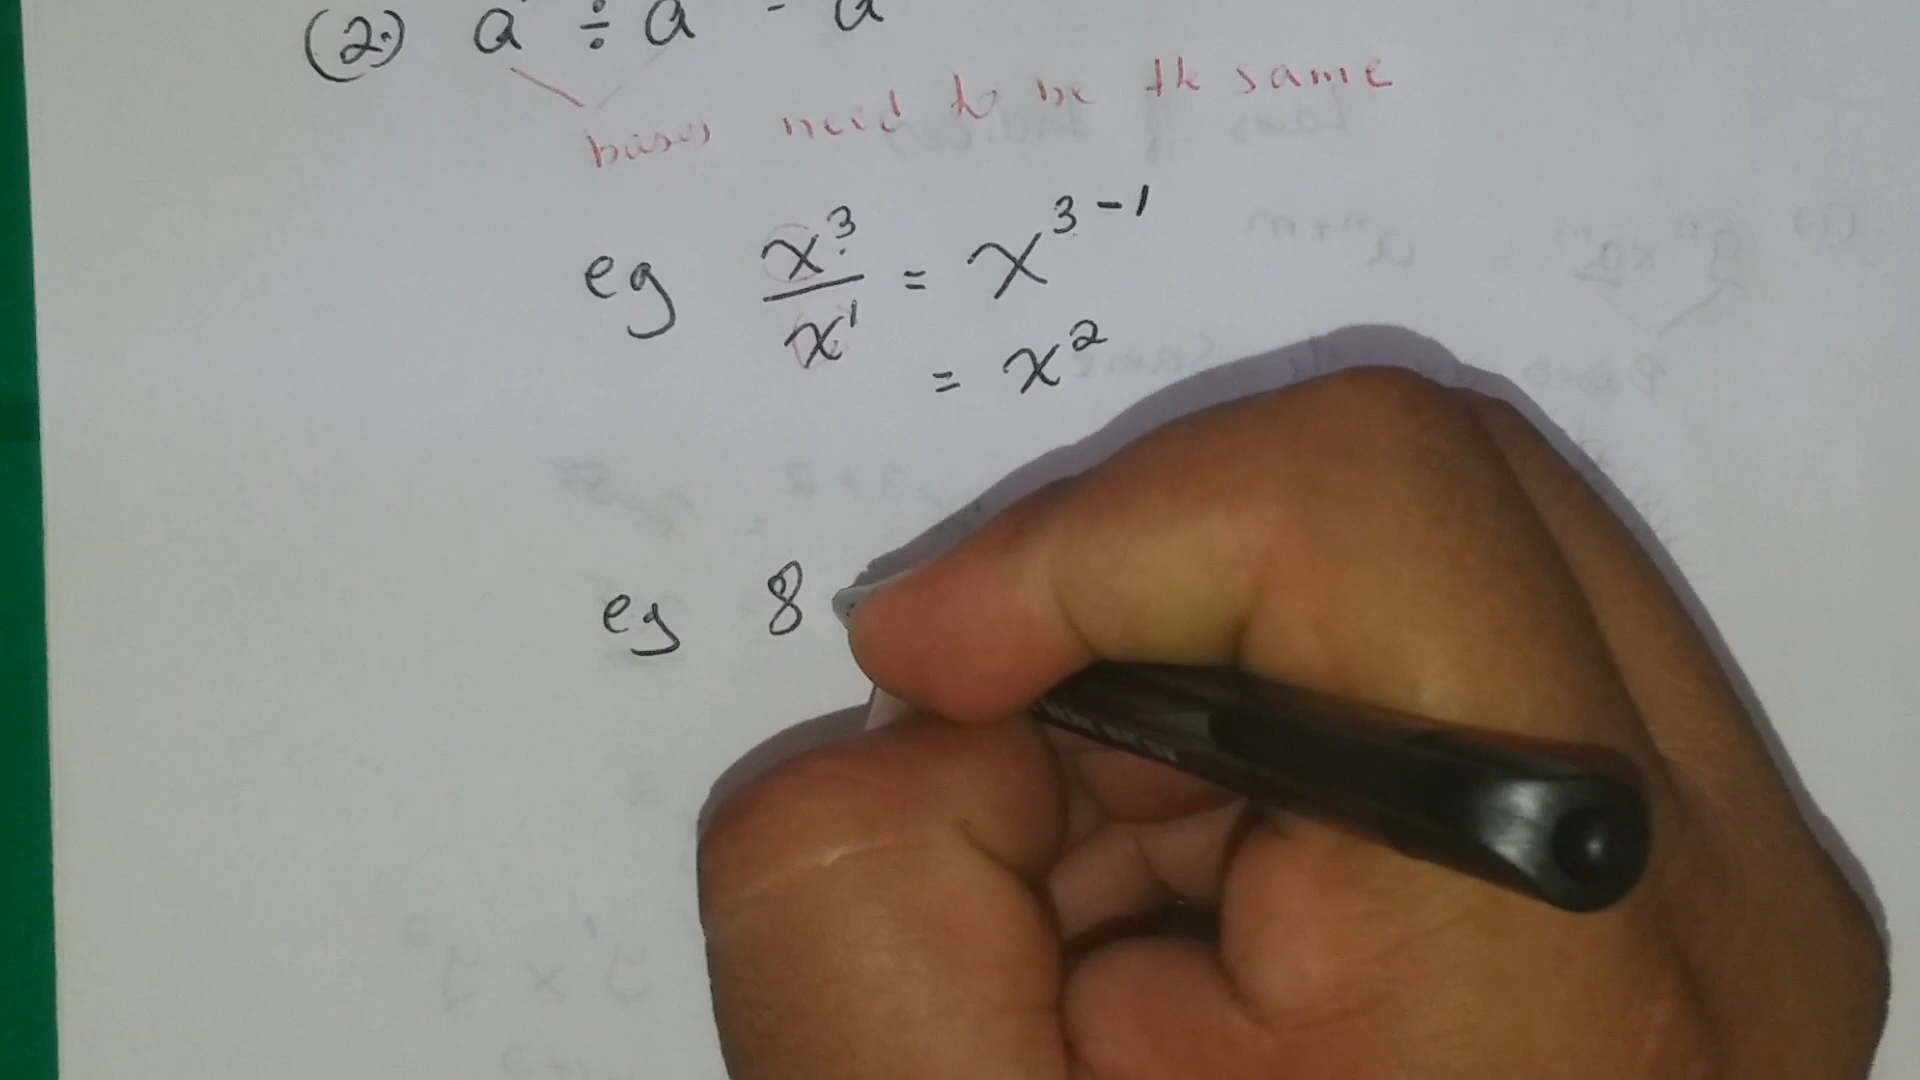 (2.) a ÷ a = a
bases need to be the same
eg x³/x¹ = x³⁻¹
= x²
eg 8